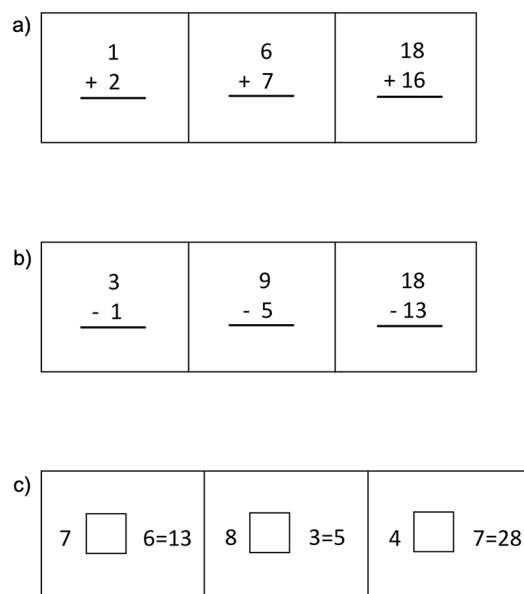 a)
1 6 18
+ 2 + 7 + 16
b)
3 9 18
- 1 - 5 - 13
c) 7 6=13 8 3=5 4 7=28